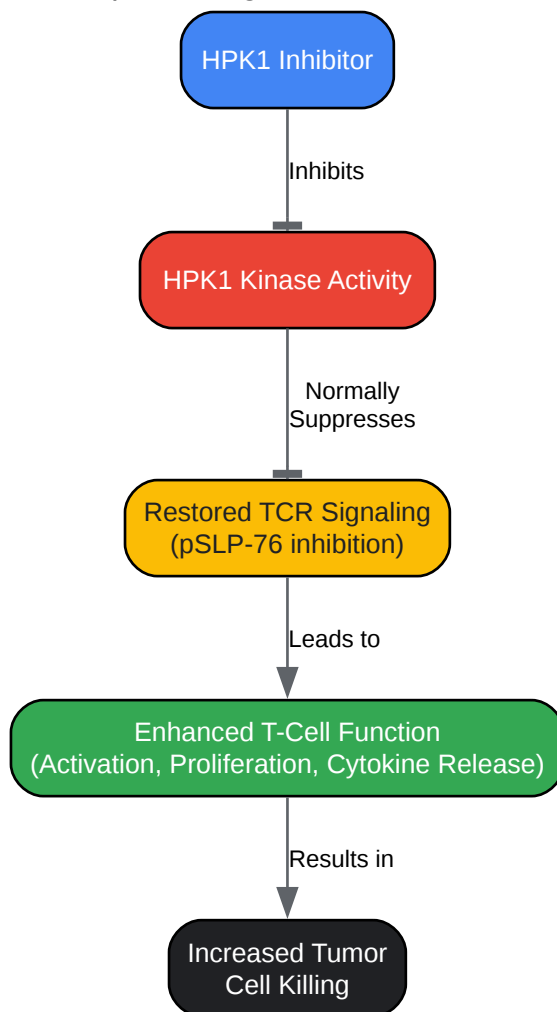 HPK1 Inhibitor
Inhibits
HPK1 Kinase Activity
Normally
Suppresses
Restored TCR Signaling
(pSLP-76 inhibition)
Leads to
Enhanced T-Cell Function
(Activation, Proliferation, Cytokine Release)
Results in
Increased Tumor
Cell Killing